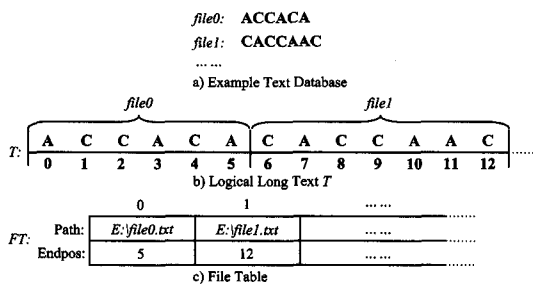 file0: ACCACA
file1: CACCAAC
... ...
a) Example Text Database
file0 file1
T: A C C A C A C A C C A A C
0 1 2 3 4 5 6 7 8 9 10 11 12
b) Logical Long Text T
0 1 ... ...
FT: Path: E:\file0.txt E:\file1.txt ... ...
Endpos: 5 12 ... ...
c) File Table